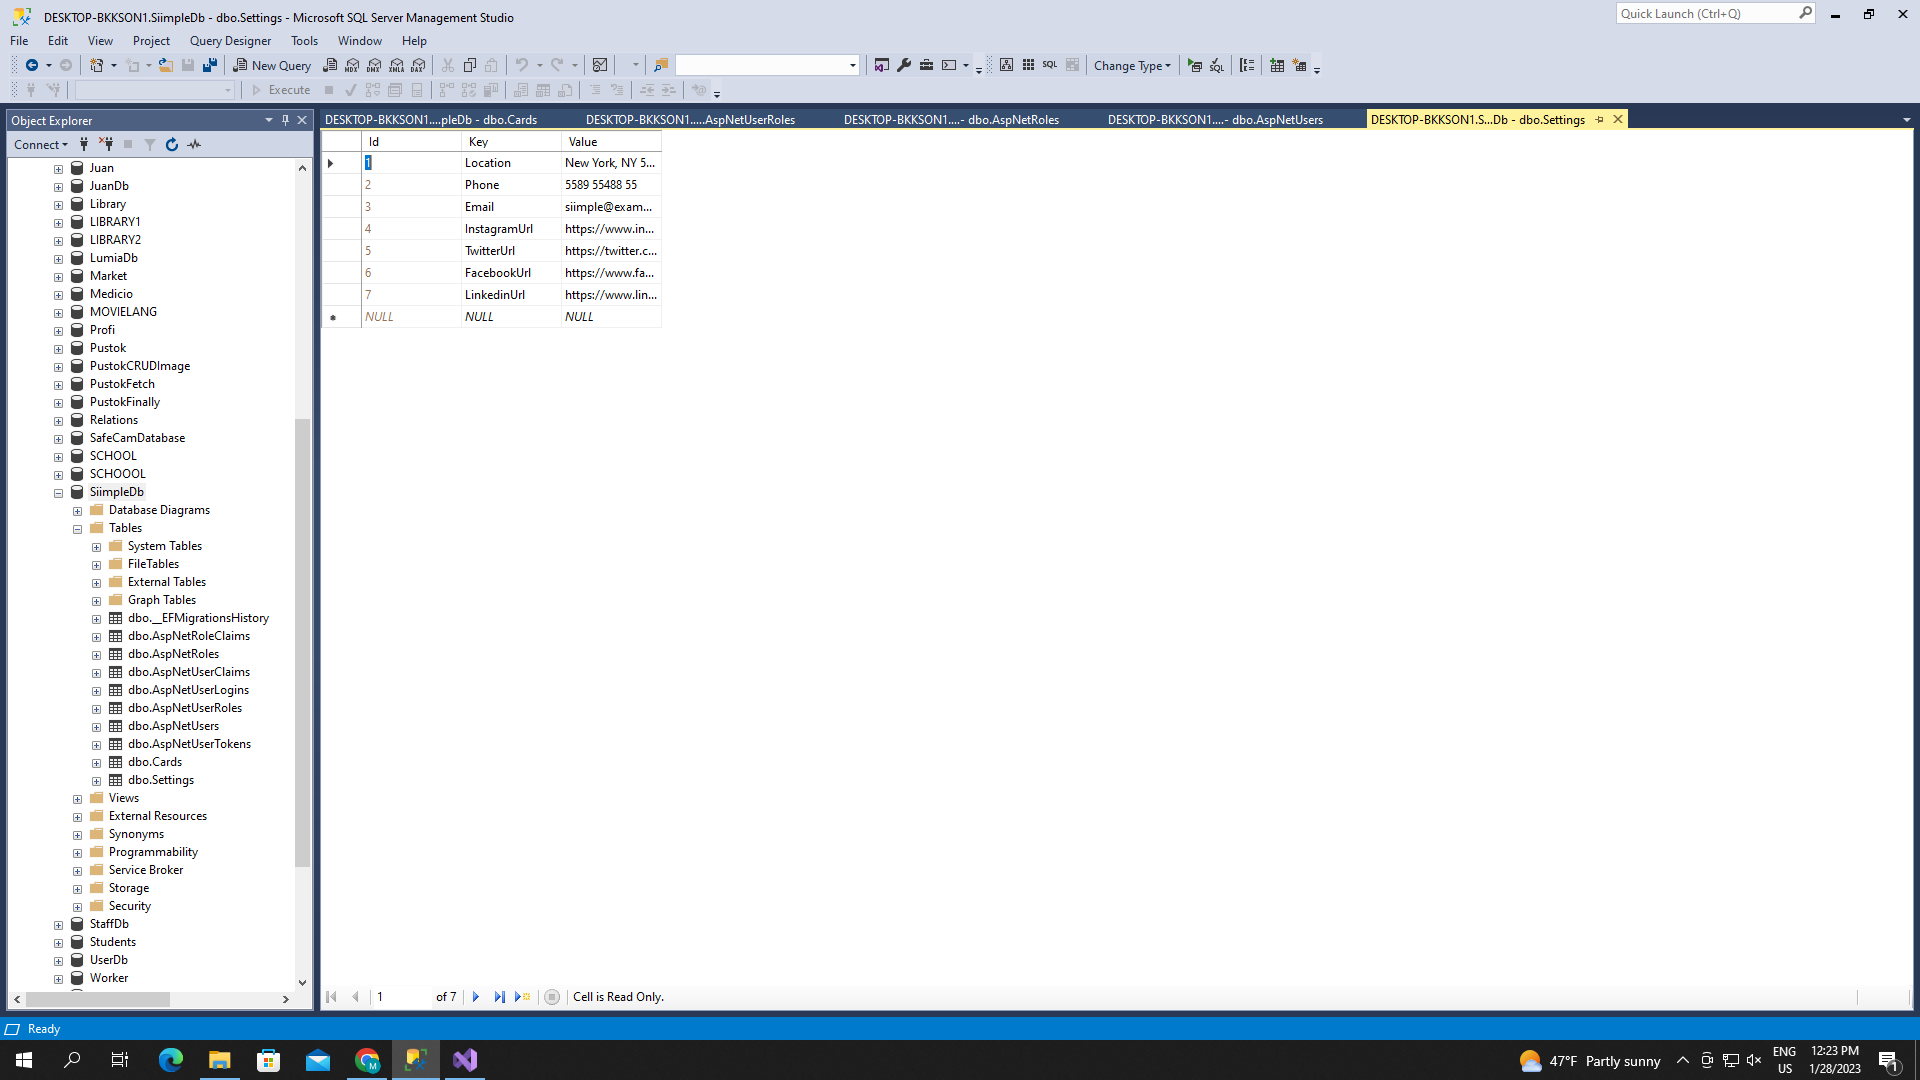 DESKTOP-BKKSON1.SiimpleDb - dbo.Settings - Microsoft SQL Server Management Studio
Quick Launch (Ctrl+Q)
File Edit View Project Query Designer Tools Window Help
New Query MDX DMX XMLA DAX SQL Change Type SQL
Execute
Object Explorer
DESKTOP-BKKSON1....pleDb - dbo.Cards DESKTOP-BKKSON1.....AspNetUserRoles DESKTOP-BKKSON1....- dbo.AspNetRoles DESKTOP-BKKSON1....- dbo.AspNetUsers DESKTOP-BKKSON1.S...Db - dbo.Settings
Connect
Juan
JuanDb
Library
LIBRARY1
LIBRARY2
LumiaDb
Market
Medicio
MOVIELANG
Profi
Pustok
PustokCRUDImage
PustokFetch
PustokFinally
Relations
SafeCamDatabase
SCHOOL
SCHOOOL
SiimpleDb
Database Diagrams
Tables
System Tables
FileTables
External Tables
Graph Tables
dbo.__EFMigrationsHistory
dbo.AspNetRoleClaims
dbo.AspNetRoles
dbo.AspNetUserClaims
dbo.AspNetUserLogins
dbo.AspNetUserRoles
dbo.AspNetUsers
dbo.AspNetUserTokens
dbo.Cards
dbo.Settings
Views
External Resources
Synonyms
Programmability
Service Broker
Storage
Security
StaffDb
Students
UserDb
Worker
Id Key Value
1 Location New York, NY 5...
2 Phone 5589 55488 55
3 Email siimple@exam...
4 InstagramUrl https://www.in...
5 TwitterUrl https://twitter.c...
6 FacebookUrl https://www.fa...
7 LinkedinUrl https://www.lin...
NULL NULL NULL
1 of 7 Cell is Read Only.
Ready
M
47°F Partly sunny
ENG
US
12:23 PM
1/28/2023
1